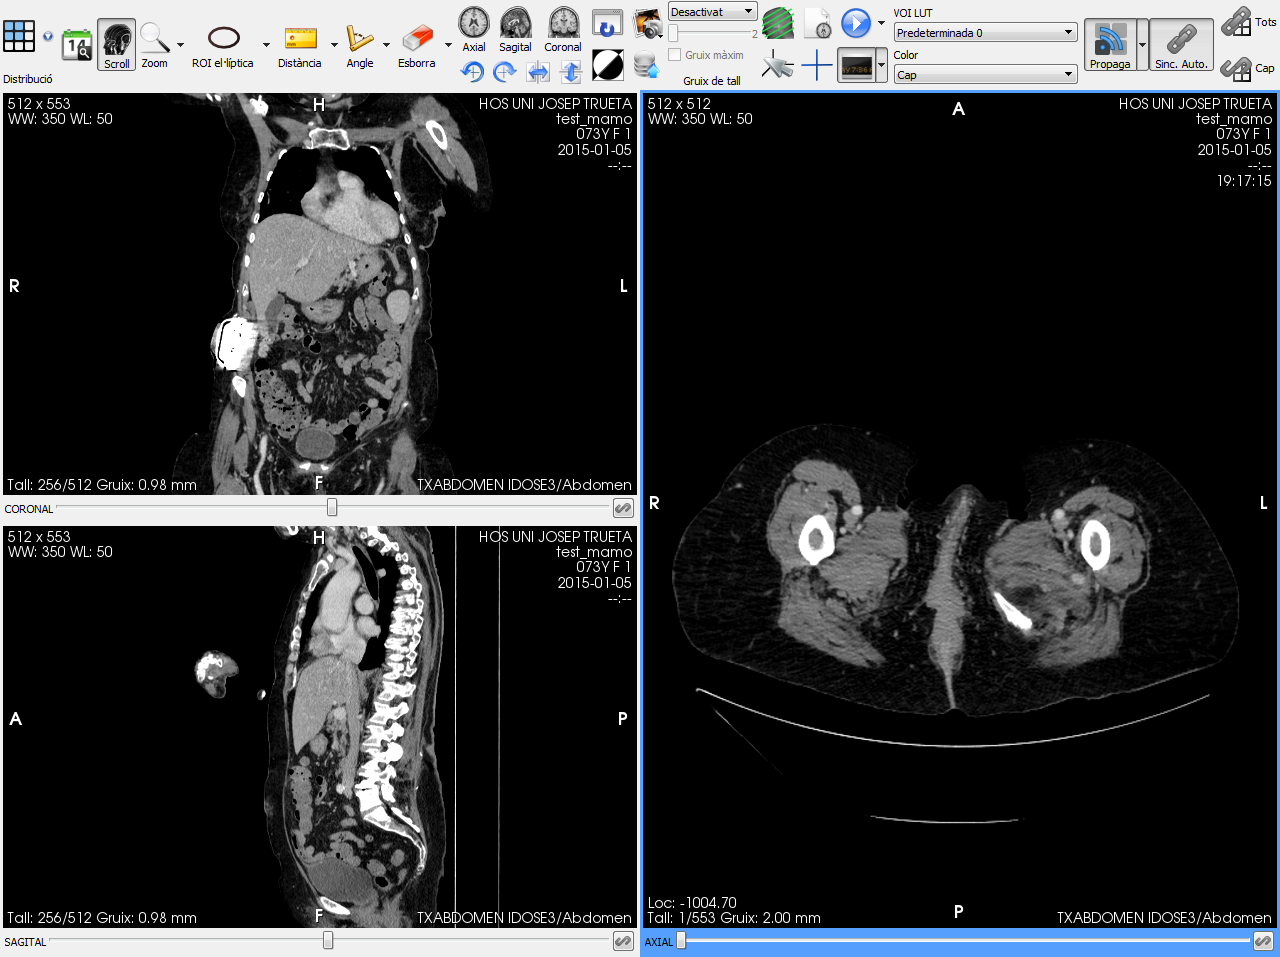 Distribució
14
Scroll
Zoom
ROI el·líptica
Distància
Angle
Esborra
Axial
Sagital
Coronal
Desactivat
2
Gruix màxim
Gruix de tall
VOI LUT
Predeterminada 0
Color
Cap
Propaga
Sinc. Auto.
Tots
Cap
512 x 553
WW: 350 WL: 50
H
HOS UNI JOSEP TRUETA
test_mamo
073Y F 1
2015-01-05
--:--
R
L
Tall: 256/512 Gruix: 0.98 mm
F
TXABDOMEN IDOSE3/Abdomen
CORONAL
512 x 553
WW: 350 WL: 50
H
HOS UNI JOSEP TRUETA
test_mamo
073Y F 1
2015-01-05
--:--
A
P
Tall: 256/512 Gruix: 0.98 mm
F
TXABDOMEN IDOSE3/Abdomen
SAGITAL
512 x 512
WW: 350 WL: 50
A
HOS UNI JOSEP TRUETA
test_mamo
073Y F 1
2015-01-05
--:--
19:17:15
R
L
Loc: -1004.70
Tall: 1/553 Gruix: 2.00 mm
P
TXABDOMEN IDOSE3/Abdomen
AXIAL